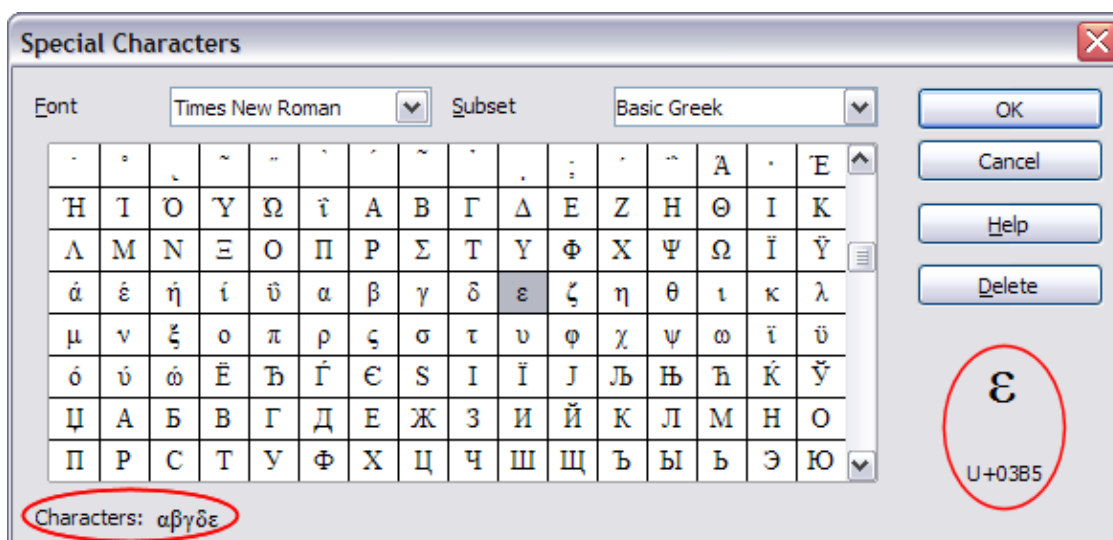 Special Characters
Font Times New Roman Subset Basic Greek OK
Cancel
Help
Delete
Ά · Έ
Ή Ί Ό Ύ Ώ ΐ Α Β Γ Δ Ε Ζ Η Θ Ι Κ
Λ Μ Ν Ξ Ο Π Ρ Σ Τ Υ Φ Χ Ψ Ω Ϊ Ϋ
ά έ ή ί ΰ α β γ δ ε ζ η θ ι κ λ
μ ν ξ ο π ρ ς σ τ υ φ χ ψ ω ϊ ϋ
ό ύ ώ Ё Ђ Ѓ Є Ѕ І Ї Ј Љ Њ Ћ Ќ Ў
Џ А Б В Г Д Е Ж З И Й К Л М Н О
П Р С Т У Ф Х Ц Ч Ш Щ Ъ Ы Ь Э Ю
ε
U+03B5
Characters: αβγδε